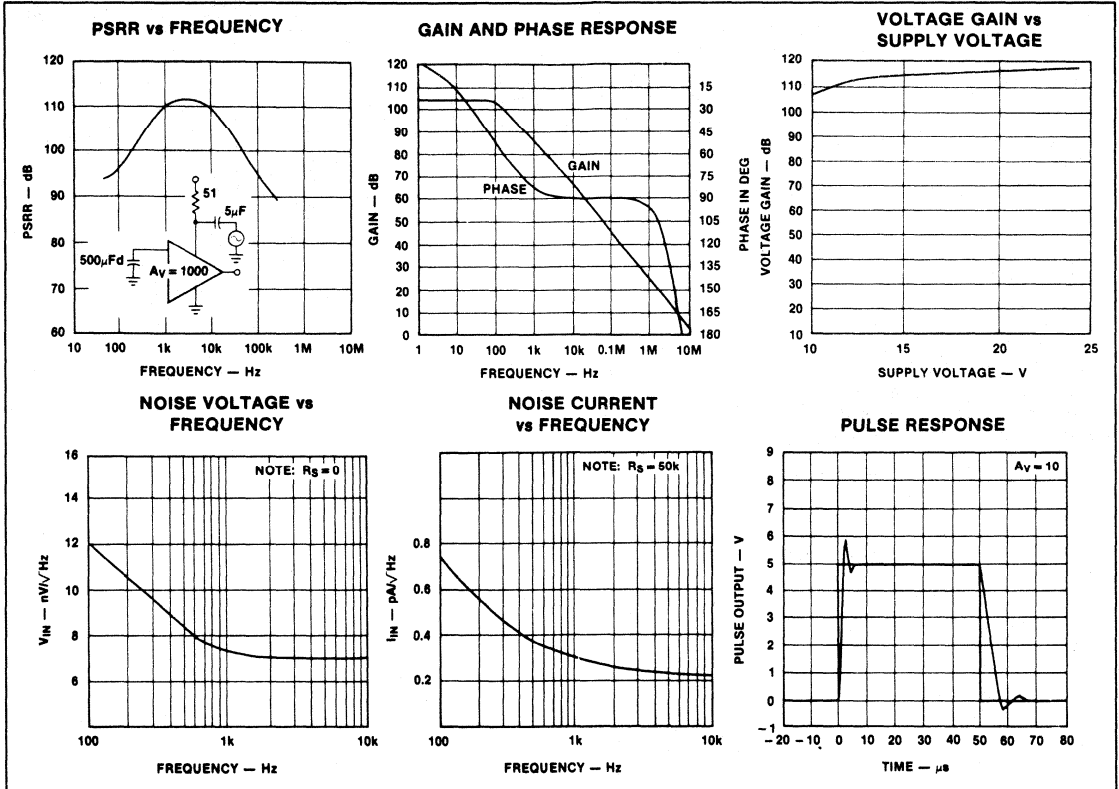 PSRR vs FREQUENCY
120
110
100
90
80
70
60
PSRR — dB
51
5µF
500µFd
AV = 1000
10 100 1k 10k 100k 1M 10M
FREQUENCY — Hz
GAIN AND PHASE RESPONSE
120
110
100
90
80
70
60
50
40
30
20
10
0
GAIN — dB
GAIN
PHASE
15
30
45
60
75
90
105
120
135
150
165
180
PHASE IN DEG
1 10 100 1k 10k 0.1M 1M 10M
FREQUENCY — Hz
VOLTAGE GAIN vs
SUPPLY VOLTAGE
120
110
120
90
80
70
60
50
40
30
20
10
VOLTAGE GAIN — dB
10 15 20 25
SUPPLY VOLTAGE — V
NOISE VOLTAGE vs
FREQUENCY
NOTE: RS = 0
16
14
12
10
8
6
VIN — nV/√Hz
100 1k 10k
FREQUENCY — Hz
NOISE CURRENT
vs FREQUENCY
NOTE: RS = 50k
0.8
0.6
0.4
0.2
IIN — pA/√Hz
100 1k 10k
FREQUENCY — Hz
PULSE RESPONSE
AV = 10
9
8
7
6
5
4
3
2
1
0
−1
PULSE OUTPUT — V
−20 −10 0 10 20 30 40 50 60 70 80
TIME — µs